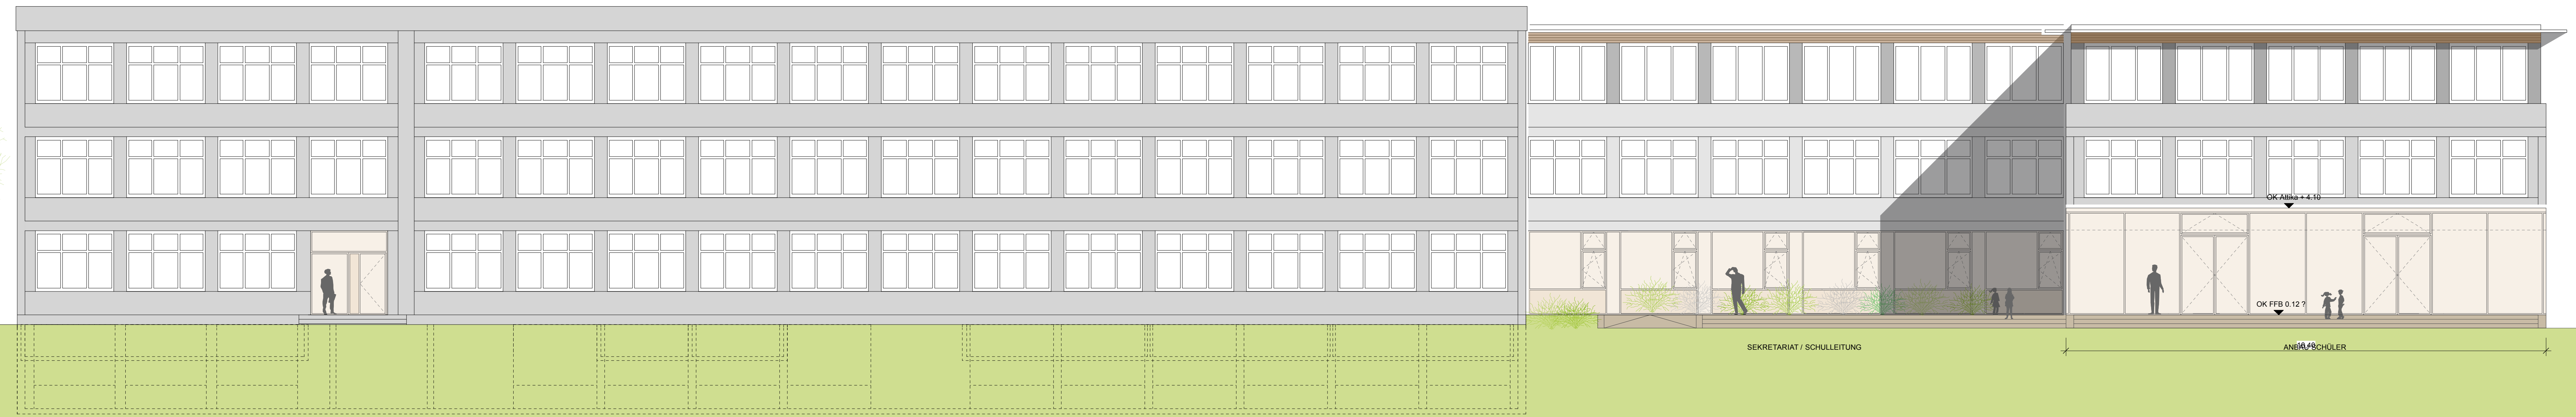 OK Attika + 4.10
OK FFB 0.12 ?
SEKRETARIAT / SCHULLEITUNG
ANBAU SCHÜLER